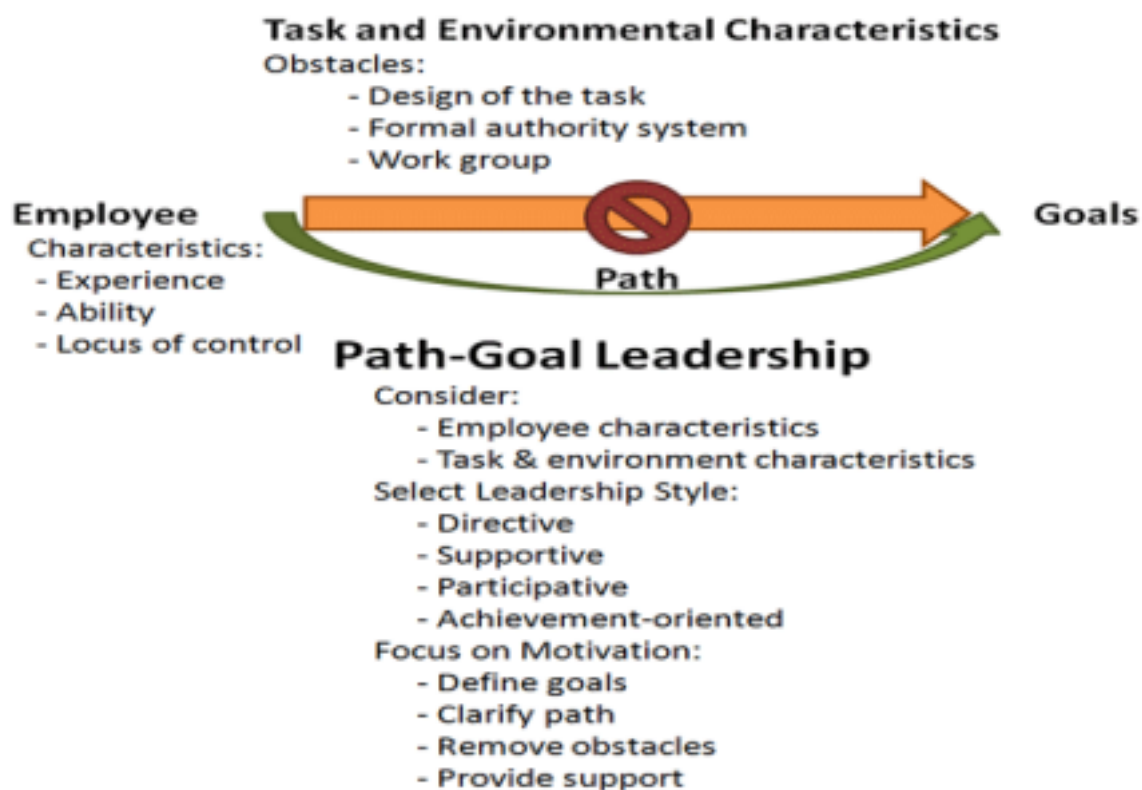 Task and Environmental Characteristics
Obstacles:
- Design of the task
- Formal authority system
- Work group
Employee
Characteristics:
- Experience
- Ability
- Locus of control
Path
Goals
Path-Goal Leadership
Consider:
- Employee characteristics
- Task & environment characteristics
Select Leadership Style:
- Directive
- Supportive
- Participative
- Achievement-oriented
Focus on Motivation:
- Define goals
- Clarify path
- Remove obstacles
- Provide support